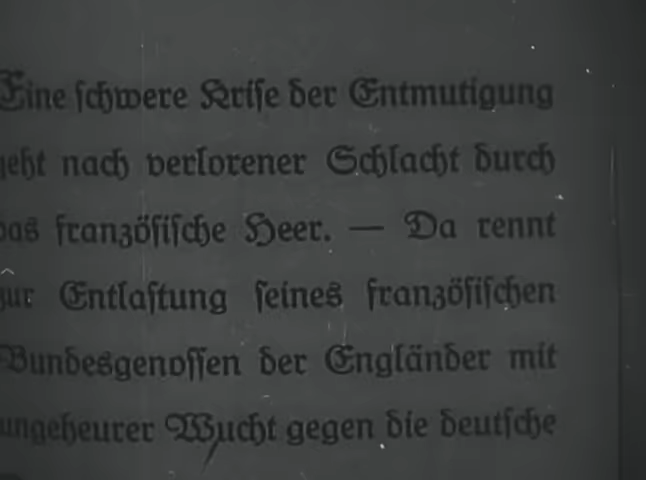 Eine schwere Krise der Entmutigung
geht nach verlorener Schlacht durch
das französische Heer. — Da rennt
zur Entlastung seines französischen
Bundesgenossen der Engländer mit
ungeheurer Wucht gegen die deutsche